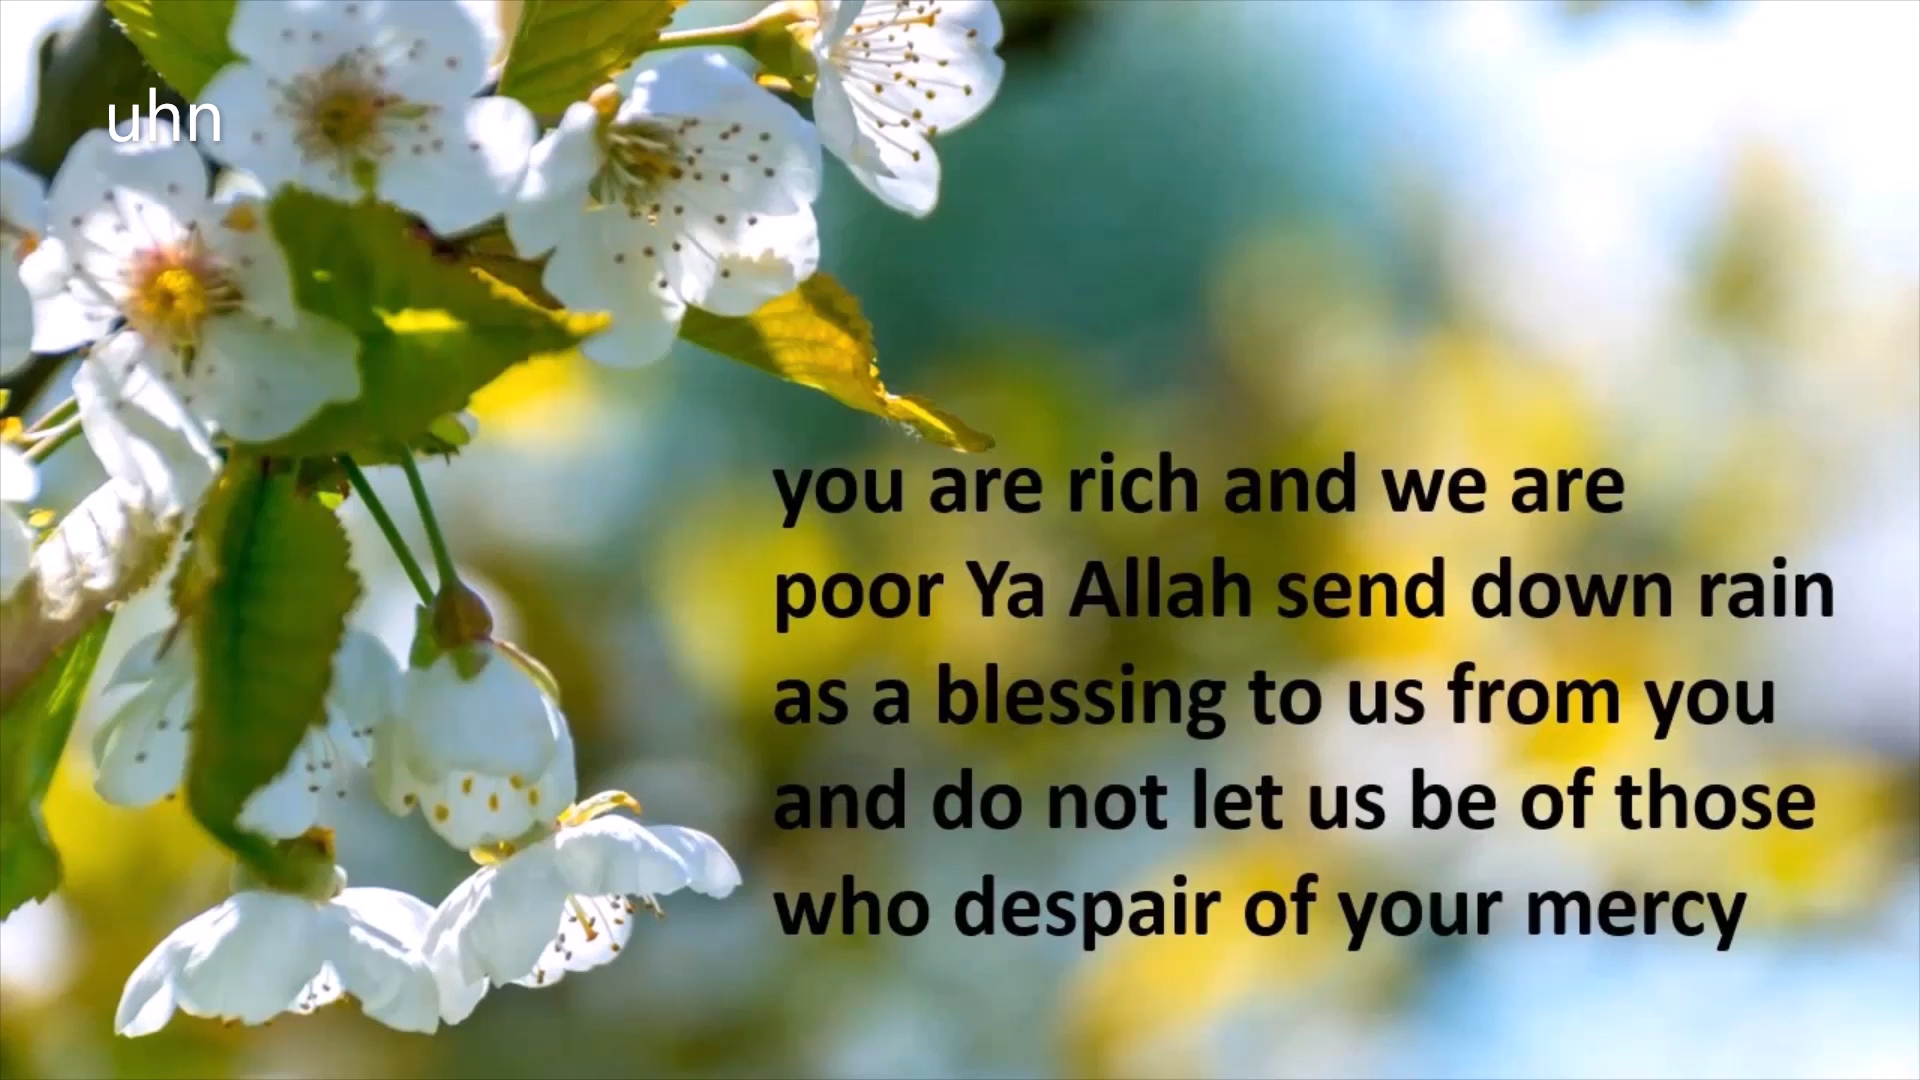 uhn
you are rich and we are
poor Ya Allah send down rain
as a blessing to us from you
and do not let us be of those
who despair of your mercy